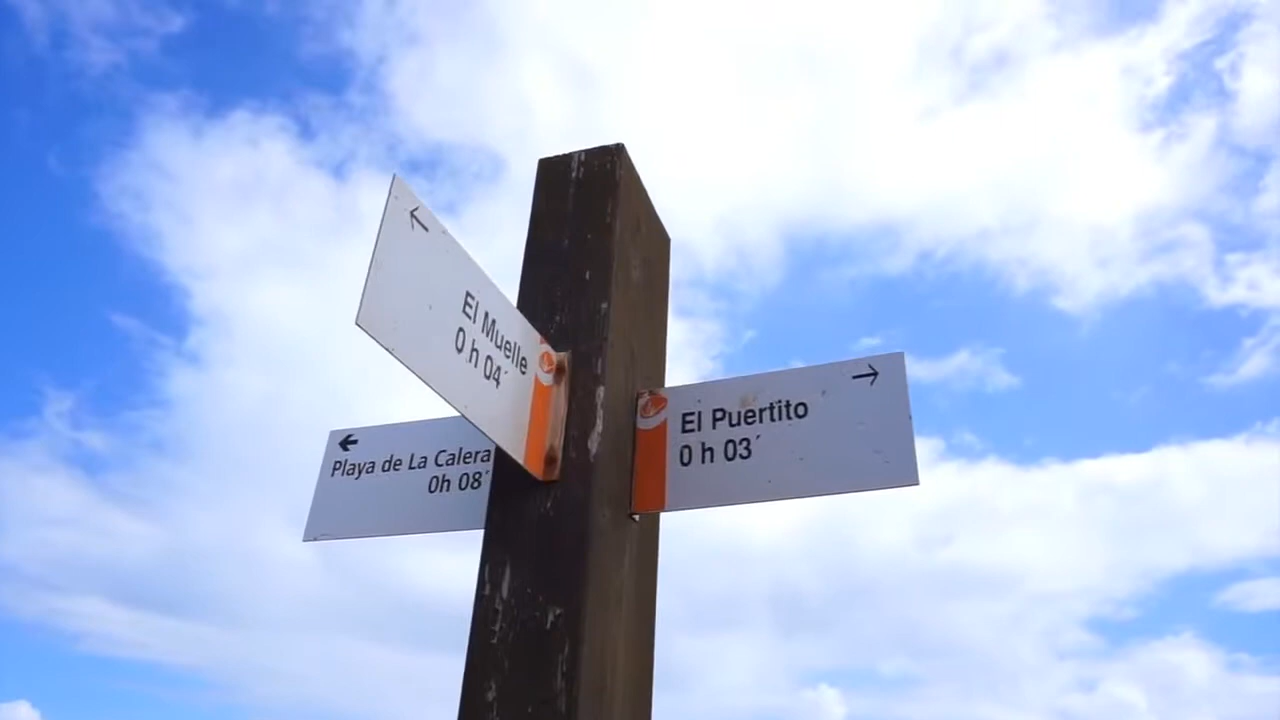 El Muelle
0 h 04´
Playa de La Calera
0h 08´
El Puertito
0 h 03´